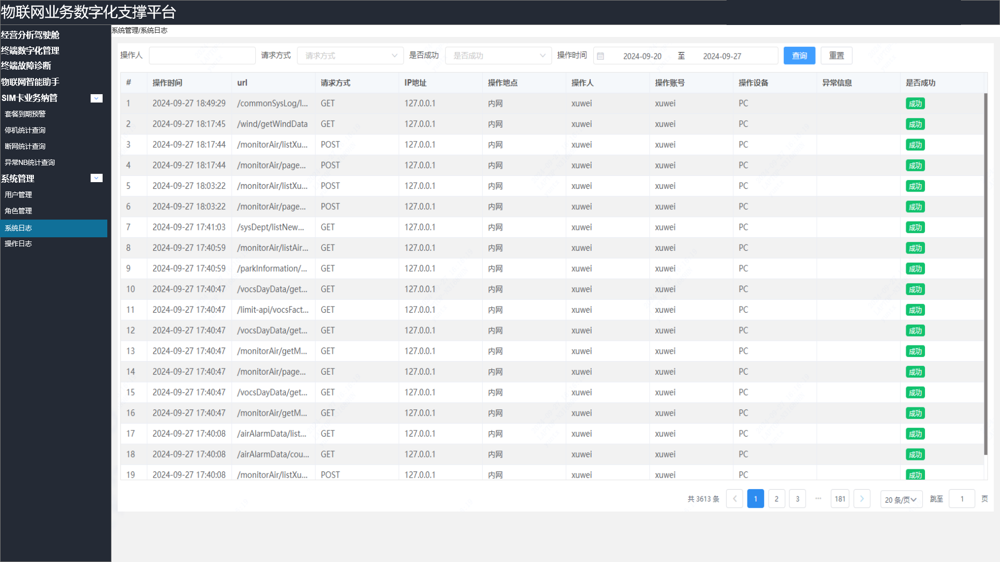 物联网业务数字化支撑平台
经营分析驾驶舱
终端数字化管理
终端故障诊断
物联网智能助手
SIM卡业务纳管
套餐到期预警
停机统计查询
断网统计查询
异常NB统计查询
系统管理
用户管理
角色管理
系统日志
操作日志
系统管理/系统日志
操作人 请求方式 请求方式 是否成功 是否成功 操作时间 2024-09-20 至 2024-09-27 查询 重置
# 操作时间 url 请求方式 IP地址 操作地点 操作人 操作账号 操作设备 异常信息 是否成功
1 2024-09-27 18:49:29 /commonSysLog/l... GET 127.0.0.1 内网 xuwei xuwei PC 成功
2 2024-09-27 18:17:45 /wind/getWindData GET 127.0.0.1 内网 xuwei xuwei PC 成功
3 2024-09-27 18:17:44 /monitorAir/listXu... POST 127.0.0.1 内网 xuwei xuwei PC 成功
4 2024-09-27 18:17:44 /monitorAir/page... POST 127.0.0.1 内网 xuwei xuwei PC 成功
5 2024-09-27 18:03:22 /monitorAir/listXu... POST 127.0.0.1 内网 xuwei xuwei PC 成功
6 2024-09-27 18:03:22 /monitorAir/page... POST 127.0.0.1 内网 xuwei xuwei PC 成功
7 2024-09-27 17:41:03 /sysDept/listNew... GET 127.0.0.1 内网 xuwei xuwei PC 成功
8 2024-09-27 17:40:59 /monitorAir/listAir... GET 127.0.0.1 内网 xuwei xuwei PC 成功
9 2024-09-27 17:40:59 /parkInformation/... GET 127.0.0.1 内网 xuwei xuwei PC 成功
10 2024-09-27 17:40:47 /vocsDayData/get... GET 127.0.0.1 内网 xuwei xuwei PC 成功
11 2024-09-27 17:40:47 /limit-api/vocsFact... GET 127.0.0.1 内网 xuwei xuwei PC 成功
12 2024-09-27 17:40:47 /vocsDayData/get... GET 127.0.0.1 内网 xuwei xuwei PC 成功
13 2024-09-27 17:40:47 /monitorAir/getM... GET 127.0.0.1 内网 xuwei xuwei PC 成功
14 2024-09-27 17:40:47 /monitorAir/page... GET 127.0.0.1 内网 xuwei xuwei PC 成功
15 2024-09-27 17:40:47 /vocsDayData/get... GET 127.0.0.1 内网 xuwei xuwei PC 成功
16 2024-09-27 17:40:47 /monitorAir/getM... GET 127.0.0.1 内网 xuwei xuwei PC 成功
17 2024-09-27 17:40:08 /airAlarmData/list... GET 127.0.0.1 内网 xuwei xuwei PC 成功
18 2024-09-27 17:40:08 /airAlarmData/cou... GET 127.0.0.1 内网 xuwei xuwei PC 成功
19 2024-09-27 17:40:08 /monitorAir/listXu... POST 127.0.0.1 内网 xuwei xuwei PC 成功
共 3613 条 1 2 3 ··· 181 20 条/页 跳至 1 页